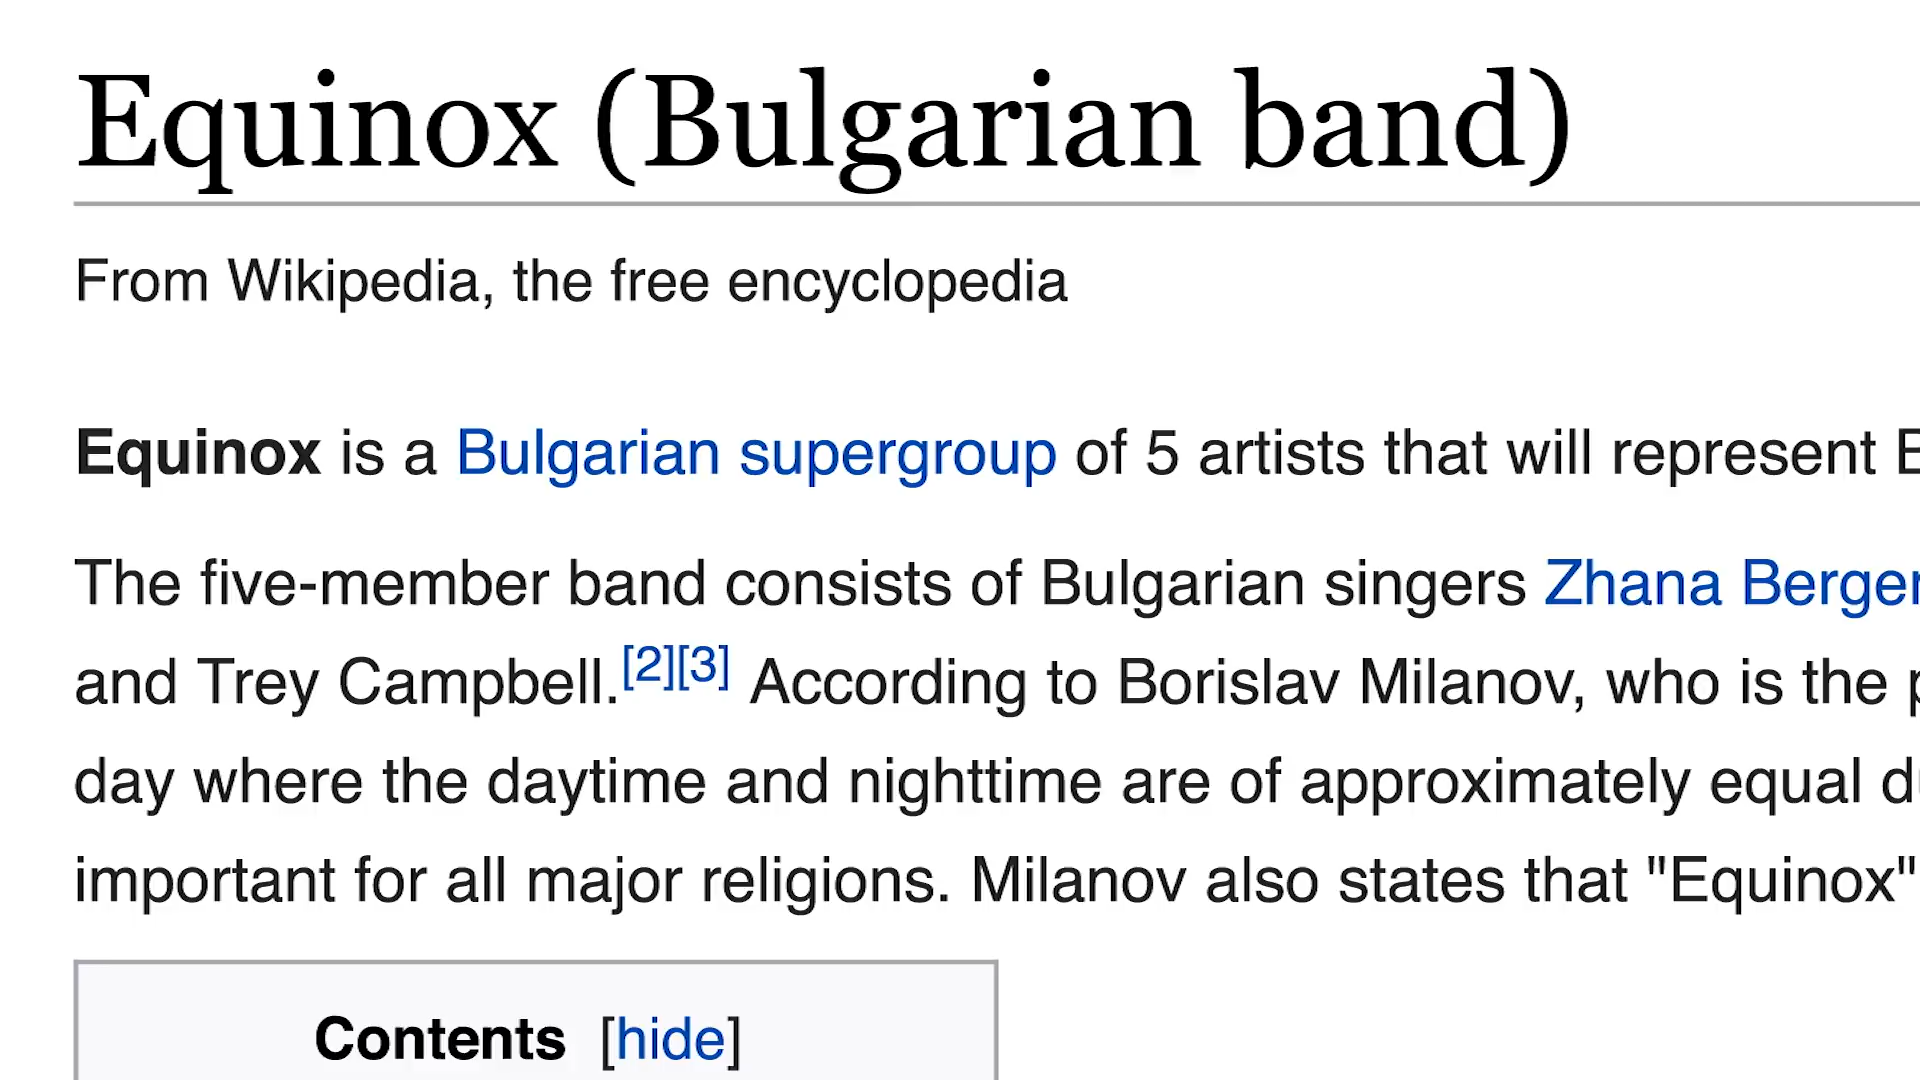 Equinox (Bulgarian band)
From Wikipedia, the free encyclopedia
Equinox is a Bulgarian supergroup of 5 artists that will represent
The five-member band consists of Bulgarian singers Zhana Berger
and Trey Campbell.[2][3] According to Borislav Milanov, who is the
day where the daytime and nighttime are of approximately equal
important for all major religions. Milanov also states that "Equinox"
Contents [hide]